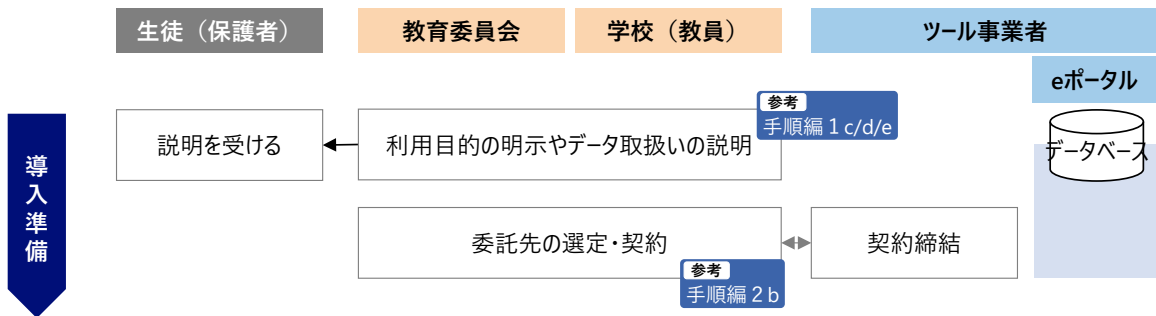 生徒（保護者）
教育委員会
学校（教員）
ツール事業者
eポータル
導入準備
説明を受ける
利用目的の明示やデータ取扱いの説明
参考
手順編１c/d/e
データベース
委託先の選定・契約
契約締結
参考
手順編２b